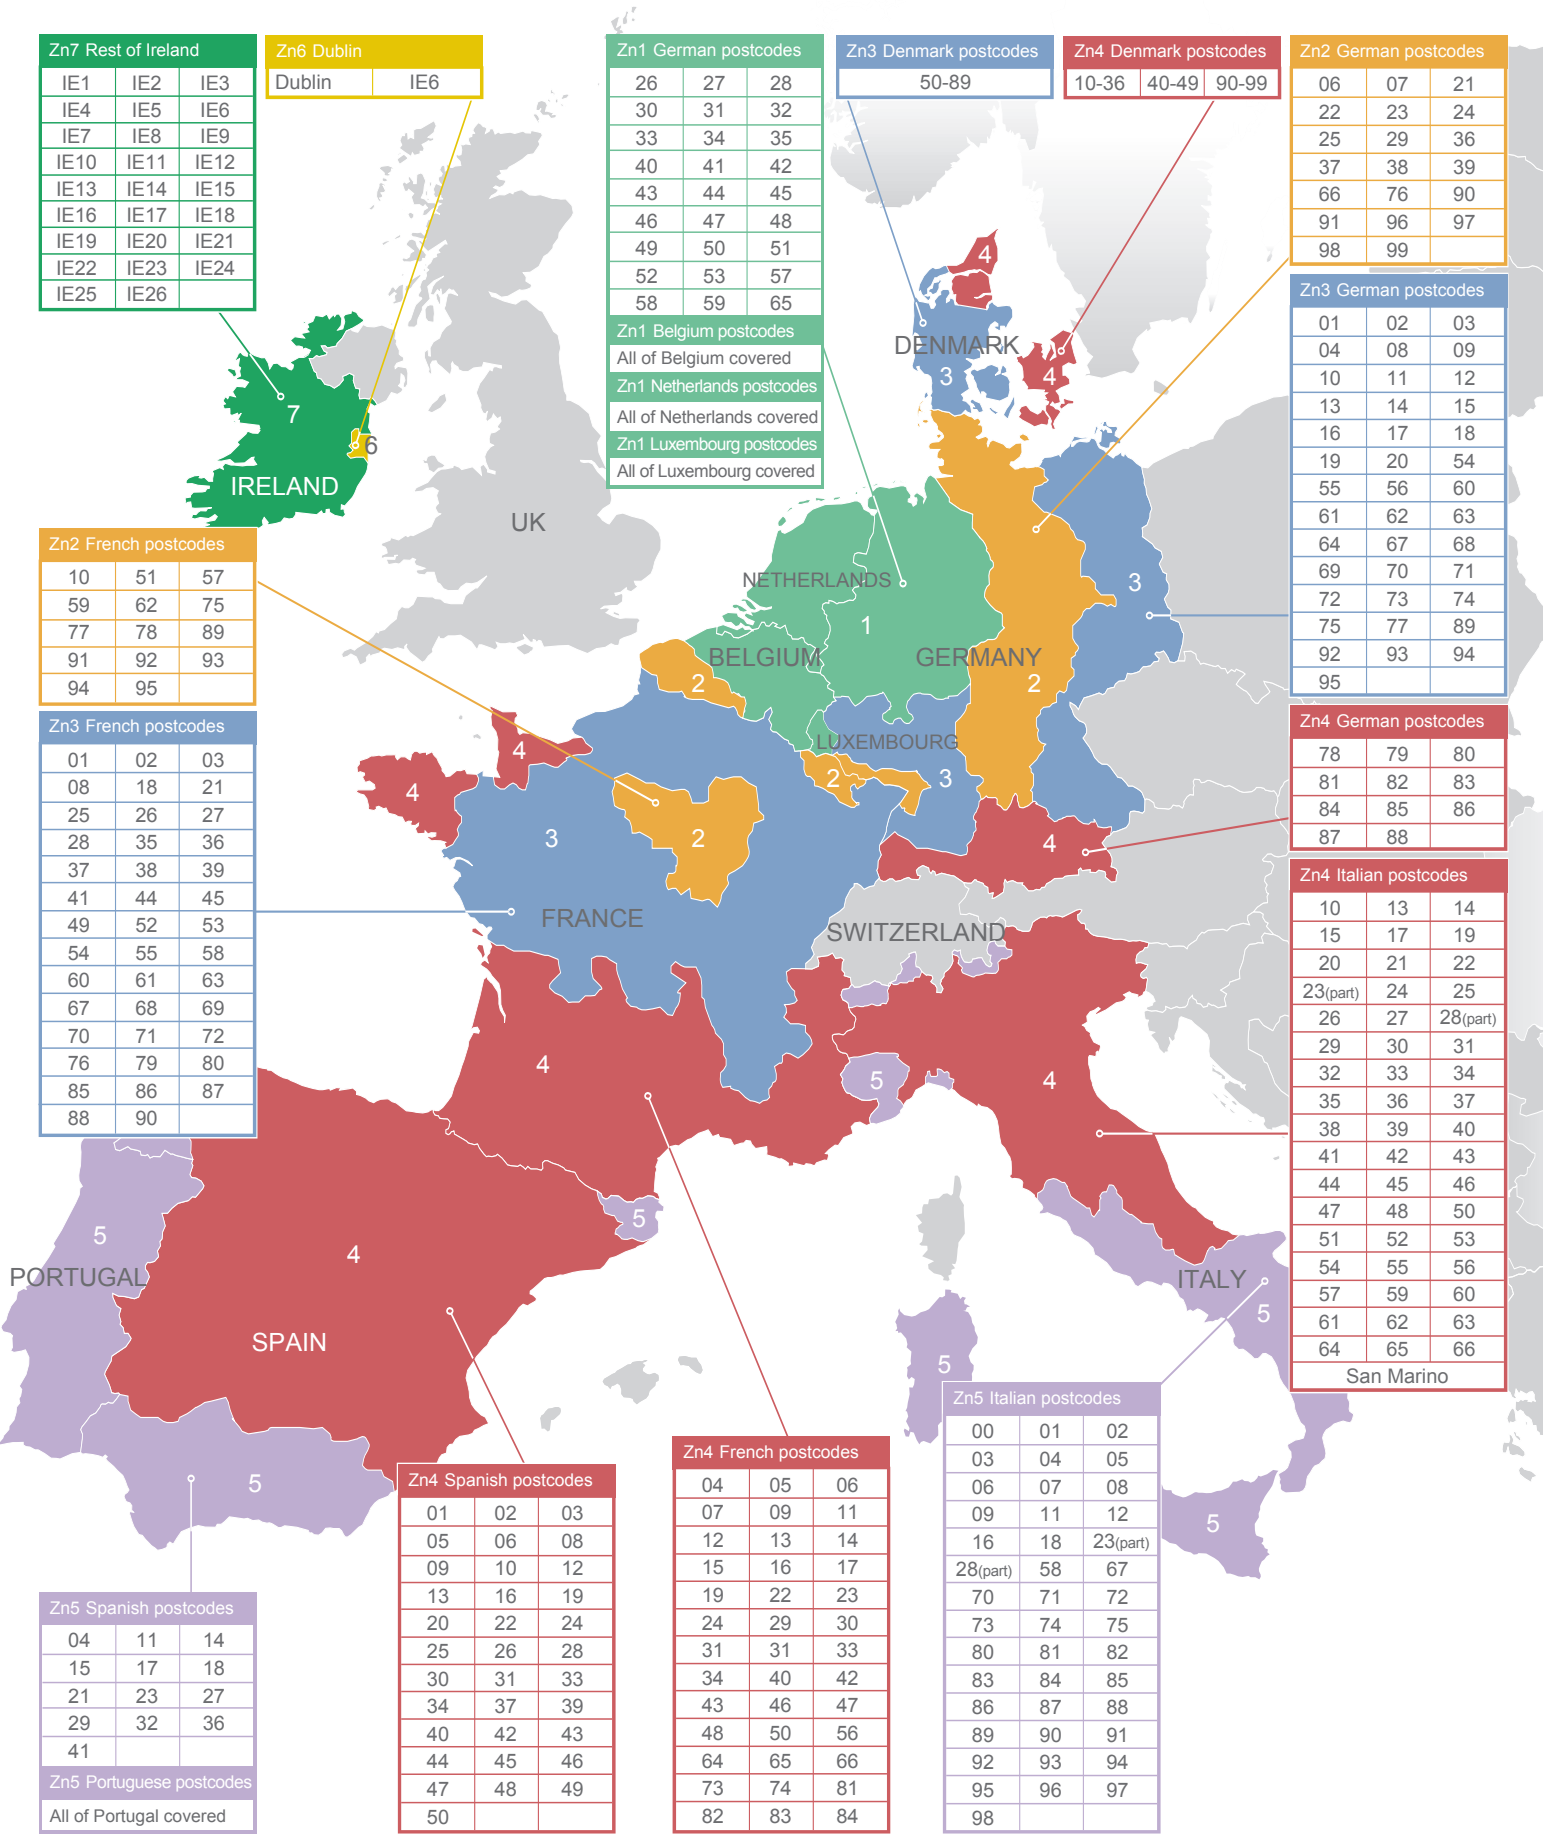 Zn7 Rest of Ireland
IE1 IE2 IE3
IE4 IE5 IE6
IE7 IE8 IE9
IE10 IE11 IE12
IE13 IE14 IE15
IE16 IE17 IE18
IE19 IE20 IE21
IE22 IE23 IE24
IE25 IE26
Zn6 Dublin
Dublin IE6
Zn1 German postcodes
26 27 28
30 31 32
33 34 35
40 41 42
43 44 45
46 47 48
49 50 51
52 53 57
58 59 65
Zn1 Belgium postcodes
All of Belgium covered
Zn1 Netherlands postcodes
All of Netherlands covered
Zn1 Luxembourg postcodes
All of Luxembourg covered
Zn3 Denmark postcodes
50-89
Zn4 Denmark postcodes
10-36 40-49 90-99
Zn2 German postcodes
06 07 21
22 23 24
25 29 36
37 38 39
66 76 90
91 96 97
98 99
Zn3 German postcodes
01 02 03
04 08 09
10 11 12
13 14 15
16 17 18
19 20 54
55 56 60
61 62 63
64 67 68
69 70 71
72 73 74
75 77 89
92 93 94
95
Zn4 German postcodes
78 79 80
81 82 83
84 85 86
87 88
Zn4 Italian postcodes
10 13 14
15 17 19
20 21 22
23(part) 24 25
26 27 28(part)
29 30 31
32 33 34
35 36 37
38 39 40
41 42 43
44 45 46
47 48 50
51 52 53
54 55 56
57 59 60
61 62 63
64 65 66
San Marino
4
DENMARK
3
4
7
6
IRELAND
UK
NETHERLANDS
1
3
BELGIUM
GERMANY
2
2
LUXEMBOURG
4
2
3
4
3
2
4
FRANCE
SWITZERLAND
4
5
4
5
5
4
PORTUGAL
ITALY
5
SPAIN
5
5
5
Zn2 French postcodes
10 51 57
59 62 75
77 78 89
91 92 93
94 95
Zn3 French postcodes
01 02 03
08 18 21
25 26 27
28 35 36
37 38 39
41 44 45
49 52 53
54 55 58
60 61 63
67 68 69
70 71 72
76 79 80
85 86 87
88 90
Zn5 Spanish postcodes
04 11 14
15 17 18
21 23 27
29 32 36
41
Zn5 Portuguese postcodes
All of Portugal covered
Zn4 Spanish postcodes
01 02 03
05 06 08
09 10 12
13 16 19
20 22 24
25 26 28
30 31 33
34 37 39
40 42 43
44 45 46
47 48 49
50
Zn4 French postcodes
04 05 06
07 09 11
12 13 14
15 16 17
19 22 23
24 29 30
31 31 33
34 40 42
43 46 47
48 50 56
64 65 66
73 74 81
82 83 84
Zn5 Italian postcodes
00 01 02
03 04 05
06 07 08
09 11 12
16 18 23(part)
28(part) 58 67
70 71 72
73 74 75
80 81 82
83 84 85
86 87 88
89 90 91
92 93 94
95 96 97
98